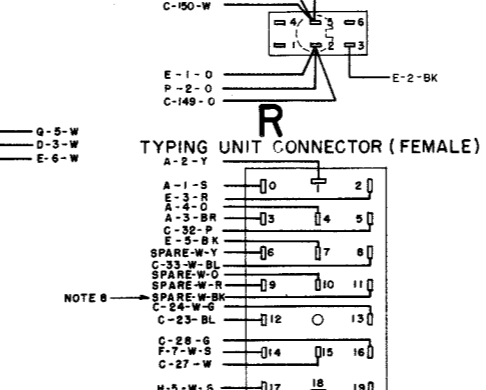 C-150-W
4 5 6
1 2 3
E-1-O
P-2-O
C-149-O
E-2-BK
R
Q-5-W
D-3-W
E-6-W
TYPING UNIT CONNECTOR (FEMALE)
A-2-Y
A-1-S
0 2
E-3-R
A-4-O
A-3-BR
3 4 5
C-32-P
E-5-BK
SPARE-W-Y
6 7 8
C-33-W-BL
SPARE-W-O
SPARE-W-R
9 10 11
NOTE 8
SPARE-W-BK
C-24-W-G
C-23-BL
12 13
C-28-G
F-7-W-S
14 15 16
C-27-W
H-5-W-S
17 18 19